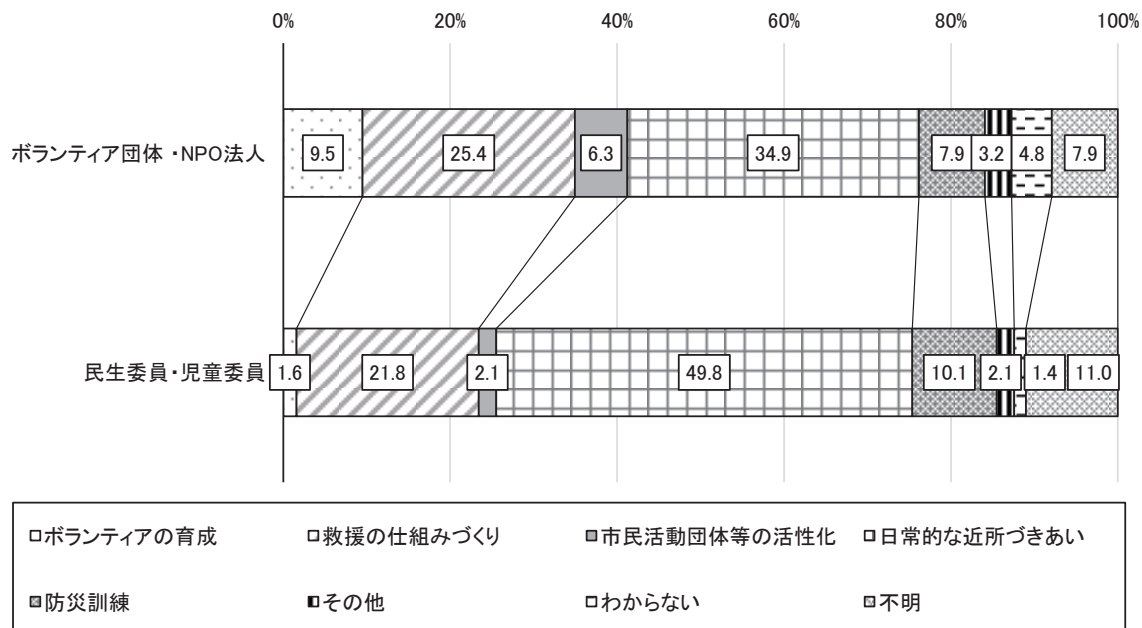 0% 20% 40% 60% 80% 100%
ボランティア団体・NPO法人 9.5 25.4 6.3 34.9 7.9 3.2 4.8 7.9
民生委員・児童委員 1.6 21.8 2.1 49.8 10.1 2.1 1.4 11.0
ボランティアの育成 救援の仕組みづくり 市民活動団体等の活性化 日常的な近所づきあい
防災訓練 その他 わからない 不明